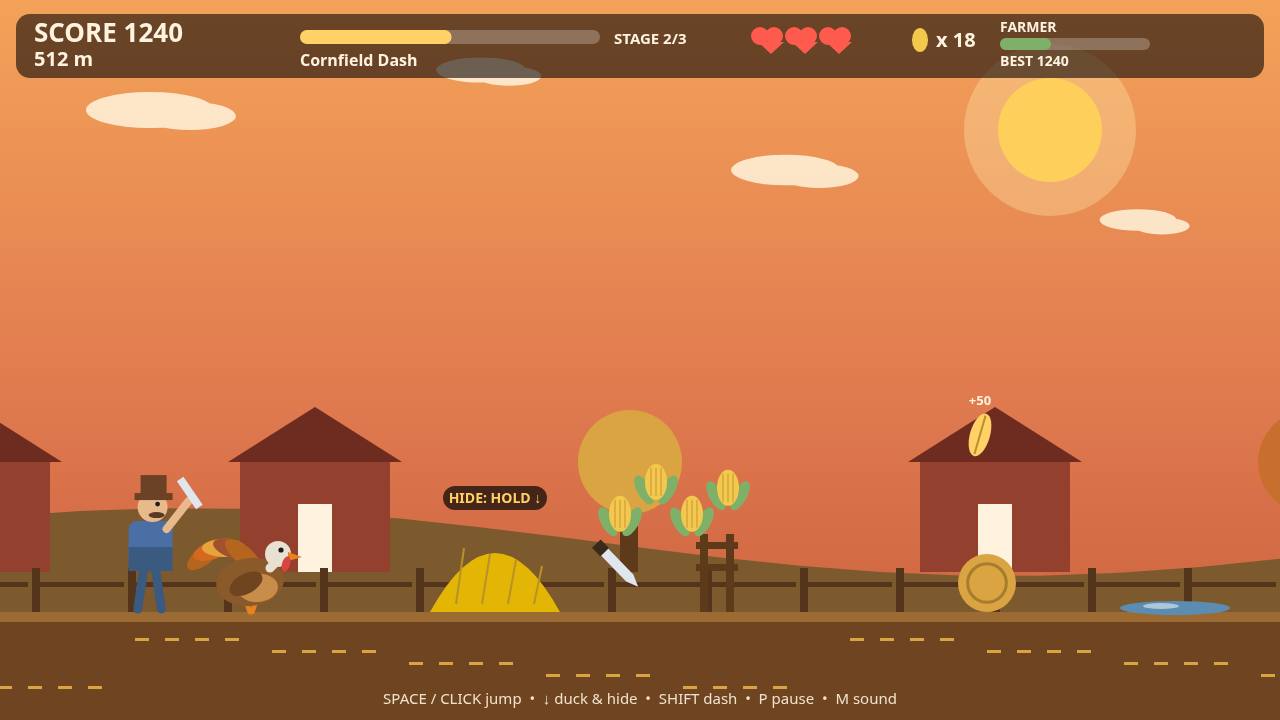 SCORE 1240
512 m
Cornfield Dash
STAGE 2/3
x 18
FARMER
BEST 1240
+50
HIDE: HOLD ↓
SPACE / CLICK jump • ↓ duck & hide • SHIFT dash • P pause • M sound